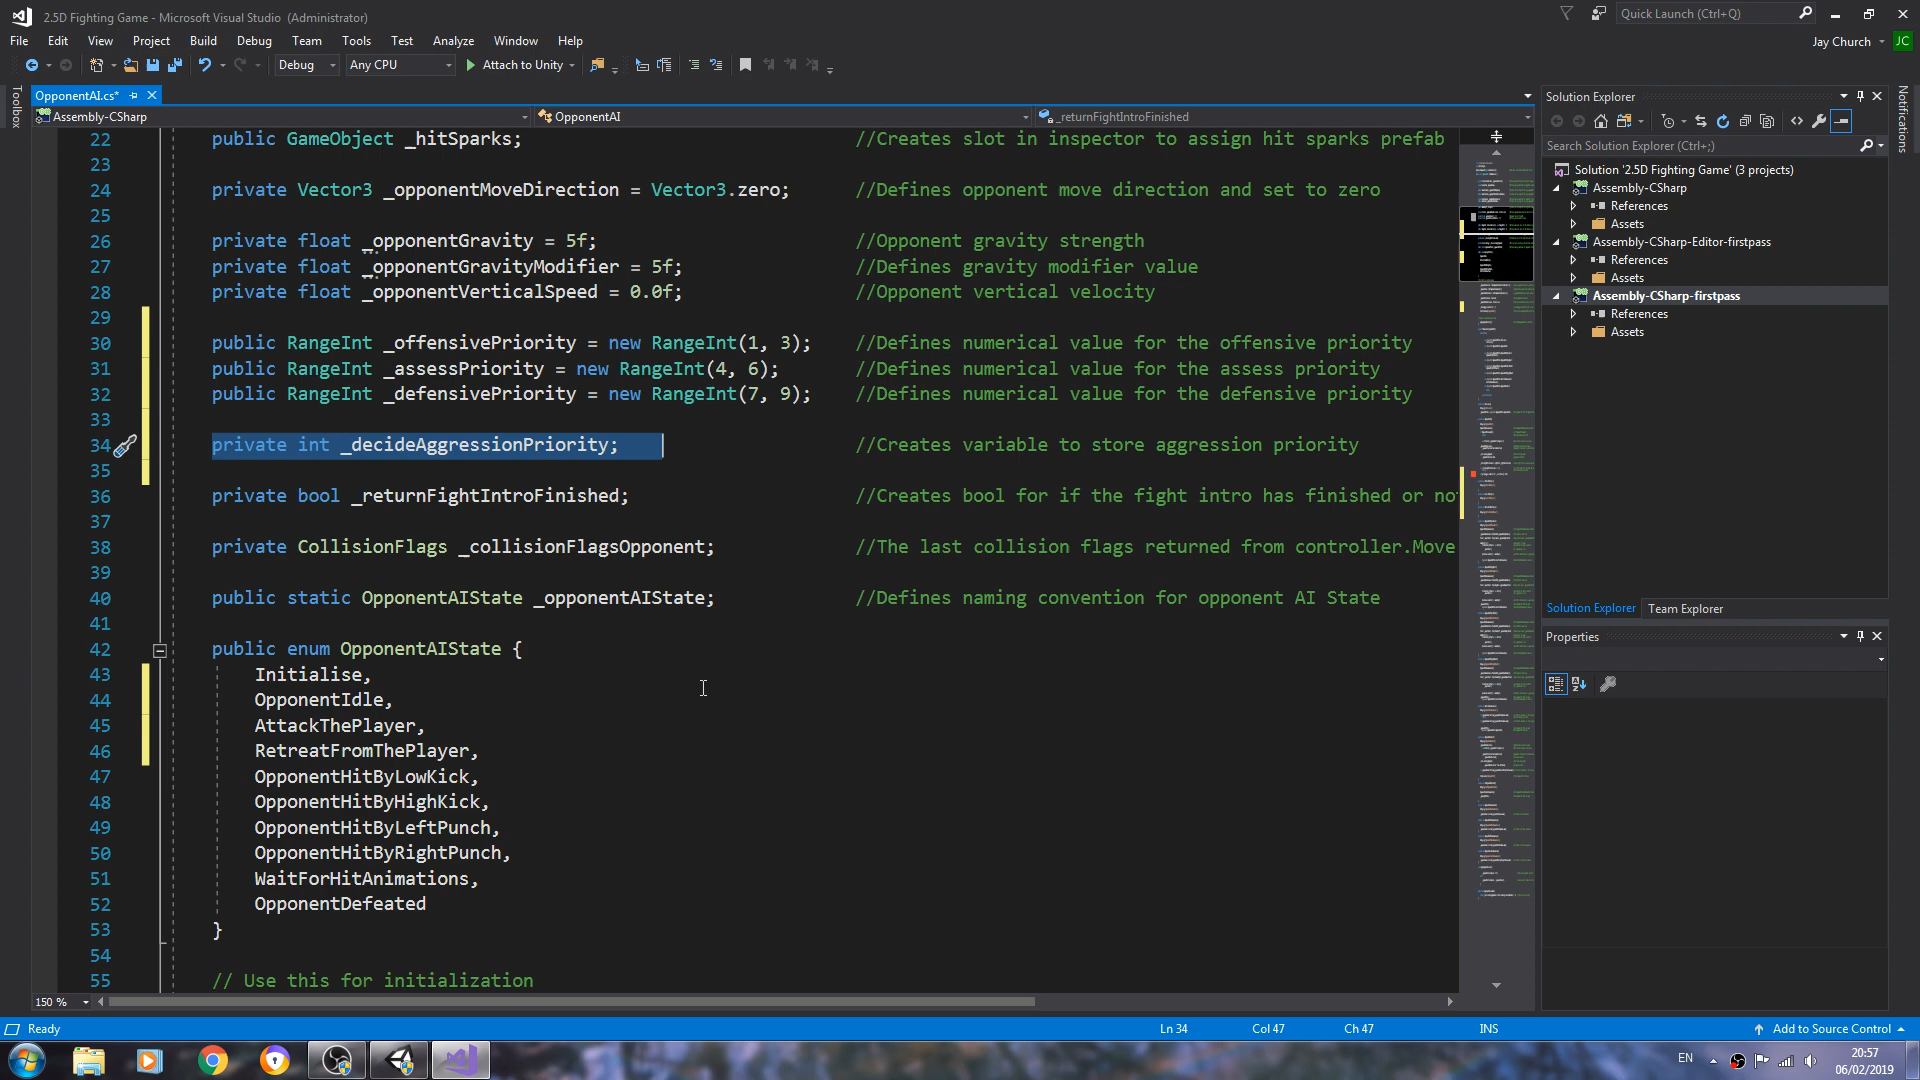 2.5D Fighting Game - Microsoft Visual Studio (Administrator)
Quick Launch (Ctrl+Q)
File Edit View Project Build Debug Team Tools Test Analyze Window Help
Jay Church JC
Debug Any CPU Attach to Unity
Toolbox
OpponentAI.cs*
Assembly-CSharp OpponentAI _returnFightIntroFinished
22 public GameObject _hitSparks; //Creates slot in inspector to assign hit sparks prefab
23
24 private Vector3 _opponentMoveDirection = Vector3.zero; //Defines opponent move direction and set to zero
25
26 private float _opponentGravity = 5f; //Opponent gravity strength
27 private float _opponentGravityModifier = 5f; //Defines gravity modifier value
28 private float _opponentVerticalSpeed = 0.0f; //Opponent vertical velocity
29
30 public RangeInt _offensivePriority = new RangeInt(1, 3); //Defines numerical value for the offensive priority
31 public RangeInt _assessPriority = new RangeInt(4, 6); //Defines numerical value for the assess priority
32 public RangeInt _defensivePriority = new RangeInt(7, 9); //Defines numerical value for the defensive priority
33
34 private int _decideAggressionPriority; //Creates variable to store aggression priority
35
36 private bool _returnFightIntroFinished; //Creates bool for if the fight intro has finished or no
37
38 private CollisionFlags _collisionFlagsOpponent; //The last collision flags returned from controller.Move
39
40 public static OpponentAIState _opponentAIState; //Defines naming convention for opponent AI State
41
42 public enum OpponentAIState {
43 Initialise,
44 OpponentIdle,
45 AttackThePlayer,
46 RetreatFromThePlayer,
47 OpponentHitByLowKick,
48 OpponentHitByHighKick,
49 OpponentHitByLeftPunch,
50 OpponentHitByRightPunch,
51 WaitForHitAnimations,
52 OpponentDefeated
53 }
54
55 // Use this for initialization
150 %
Solution Explorer
Search Solution Explorer (Ctrl+;)
Solution '2.5D Fighting Game' (3 projects)
Assembly-CSharp
References
Assets
Assembly-CSharp-Editor-firstpass
References
Assets
Assembly-CSharp-firstpass
References
Assets
Solution Explorer Team Explorer
Properties
Notifications
Ready Ln 34 Col 47 Ch 47 INS Add to Source Control
EN 20:57
06/02/2019